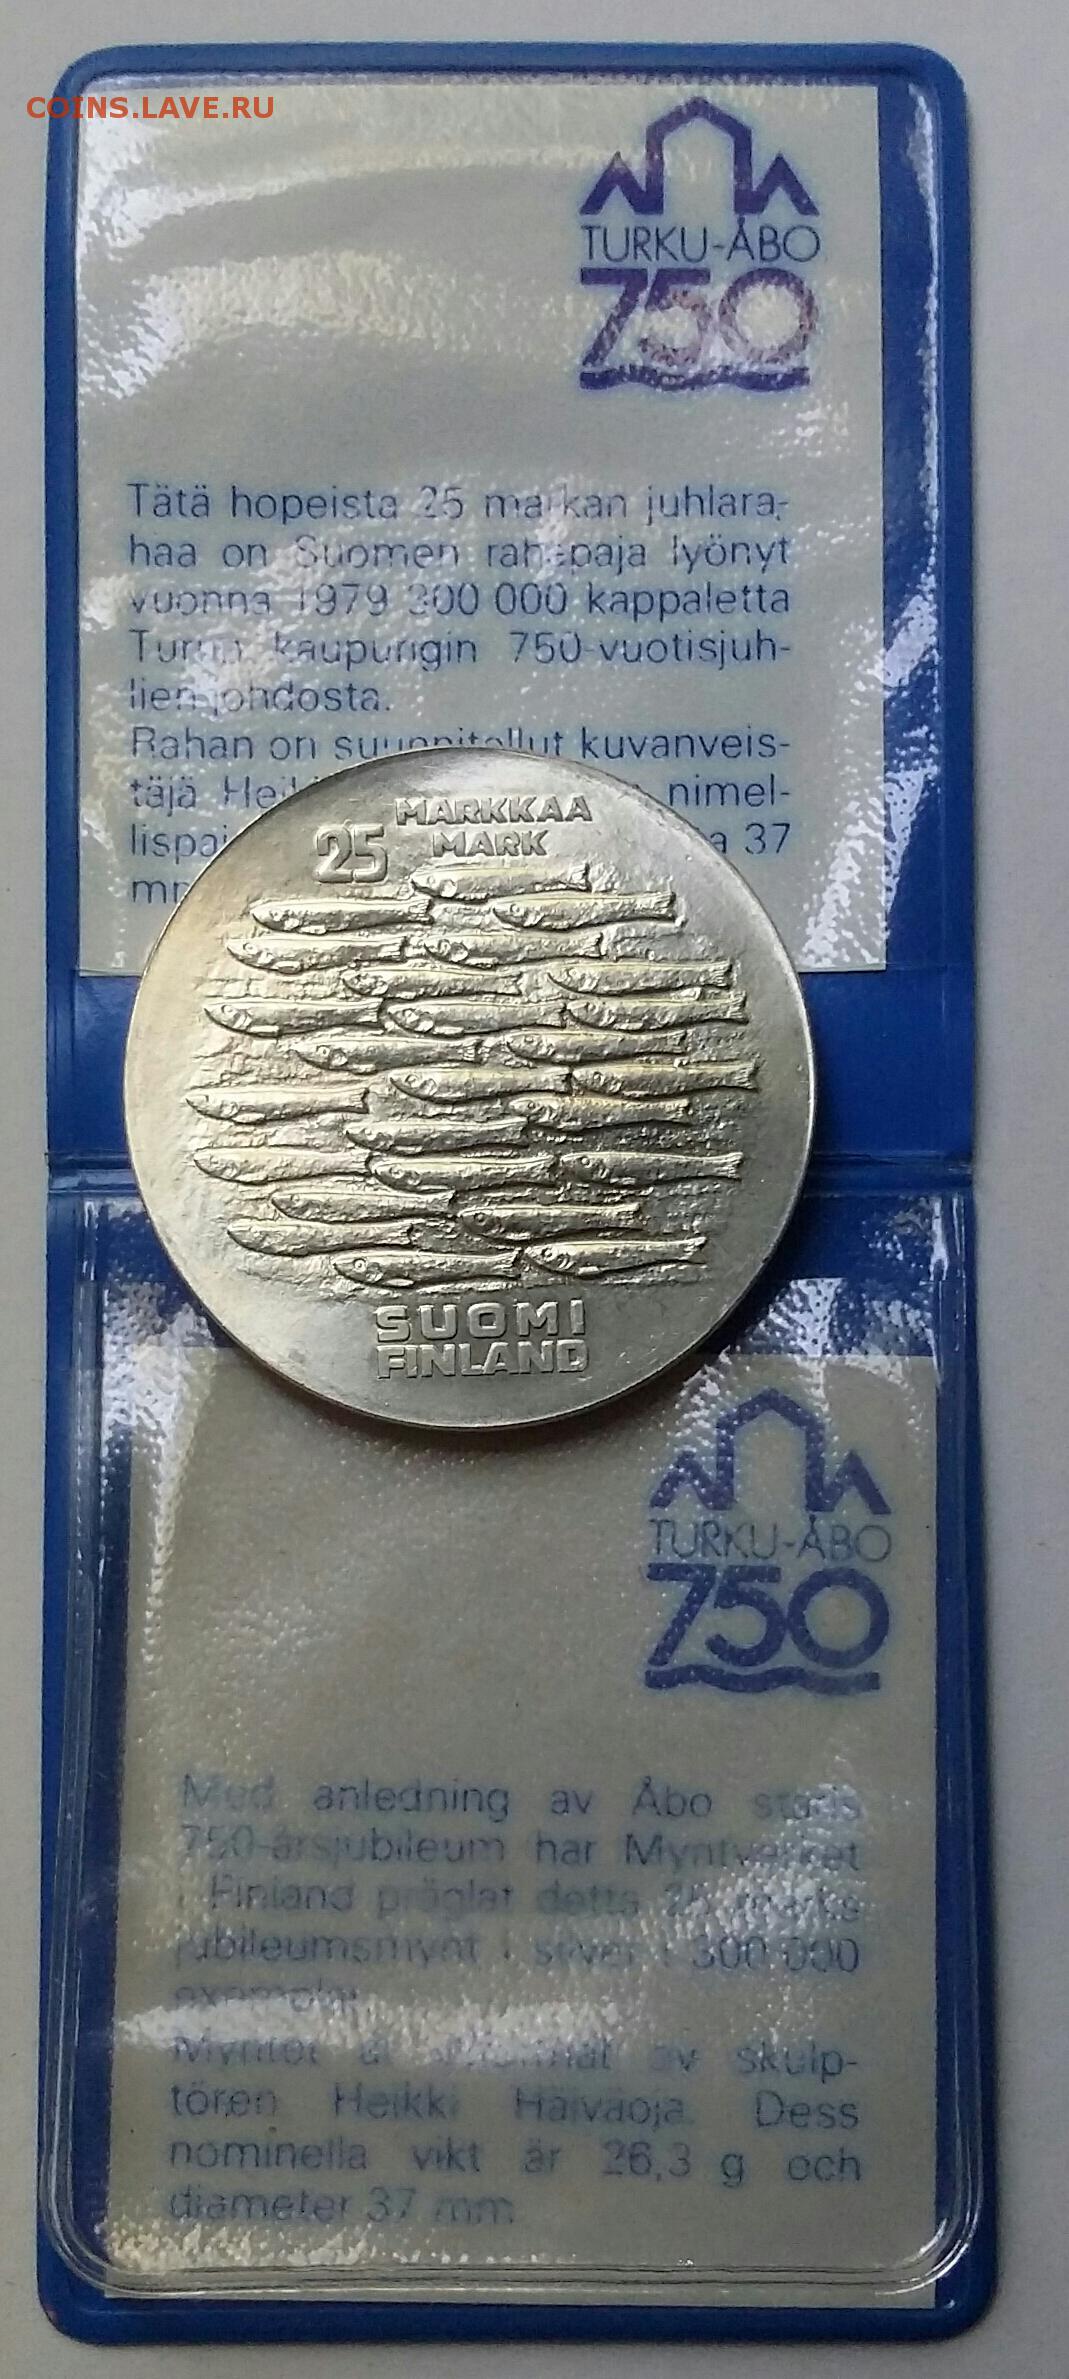 COINS.LAVE.RU
TURKU-ÅBO
750
Tätä hopeista 25 markan juhlara-
haa on Suomen rahapaja lyönyt
vuonna 1979 300 000 kappaletta
Turun kaupungin 750-vuotisjuh-
lien johdosta.
Rahan on suunnitellut kuvanveis-
täjä nimel-
37
25 MARKKAA
MARK
SUOMI
FINLAND
TURKU-ÅBO
750
Med anledning av Åbo stads
750-årsjubileum har Myntverket
i Finland präglat detta 25 marks
jubileumsmynt i silver i 300 000
exemplar.
Myntet är utformat av skulp-
tören Heikki Häiväoja. Dess
nominella vikt är 26,3 g och
diameter 37 mm